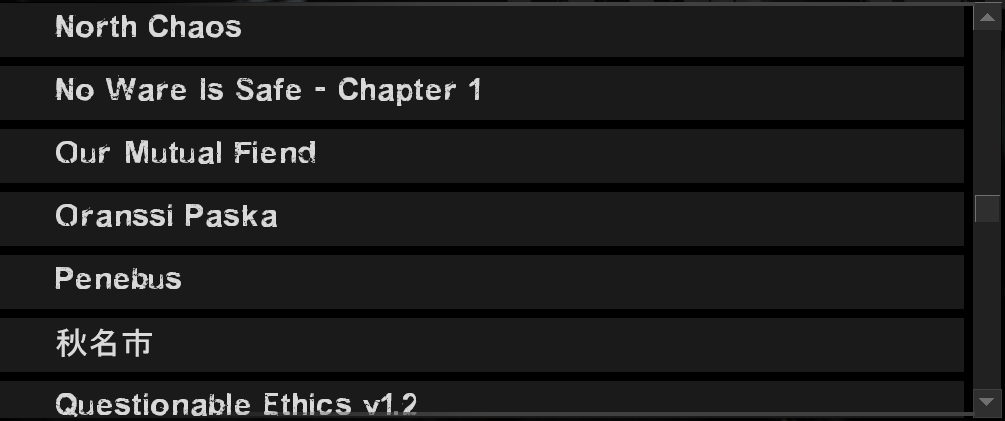 North Chaos
No Ware Is Safe - Chapter 1
Our Mutual Fiend
Oranssi Paska
Penebus
秋名市
Questionable Ethics v1.2